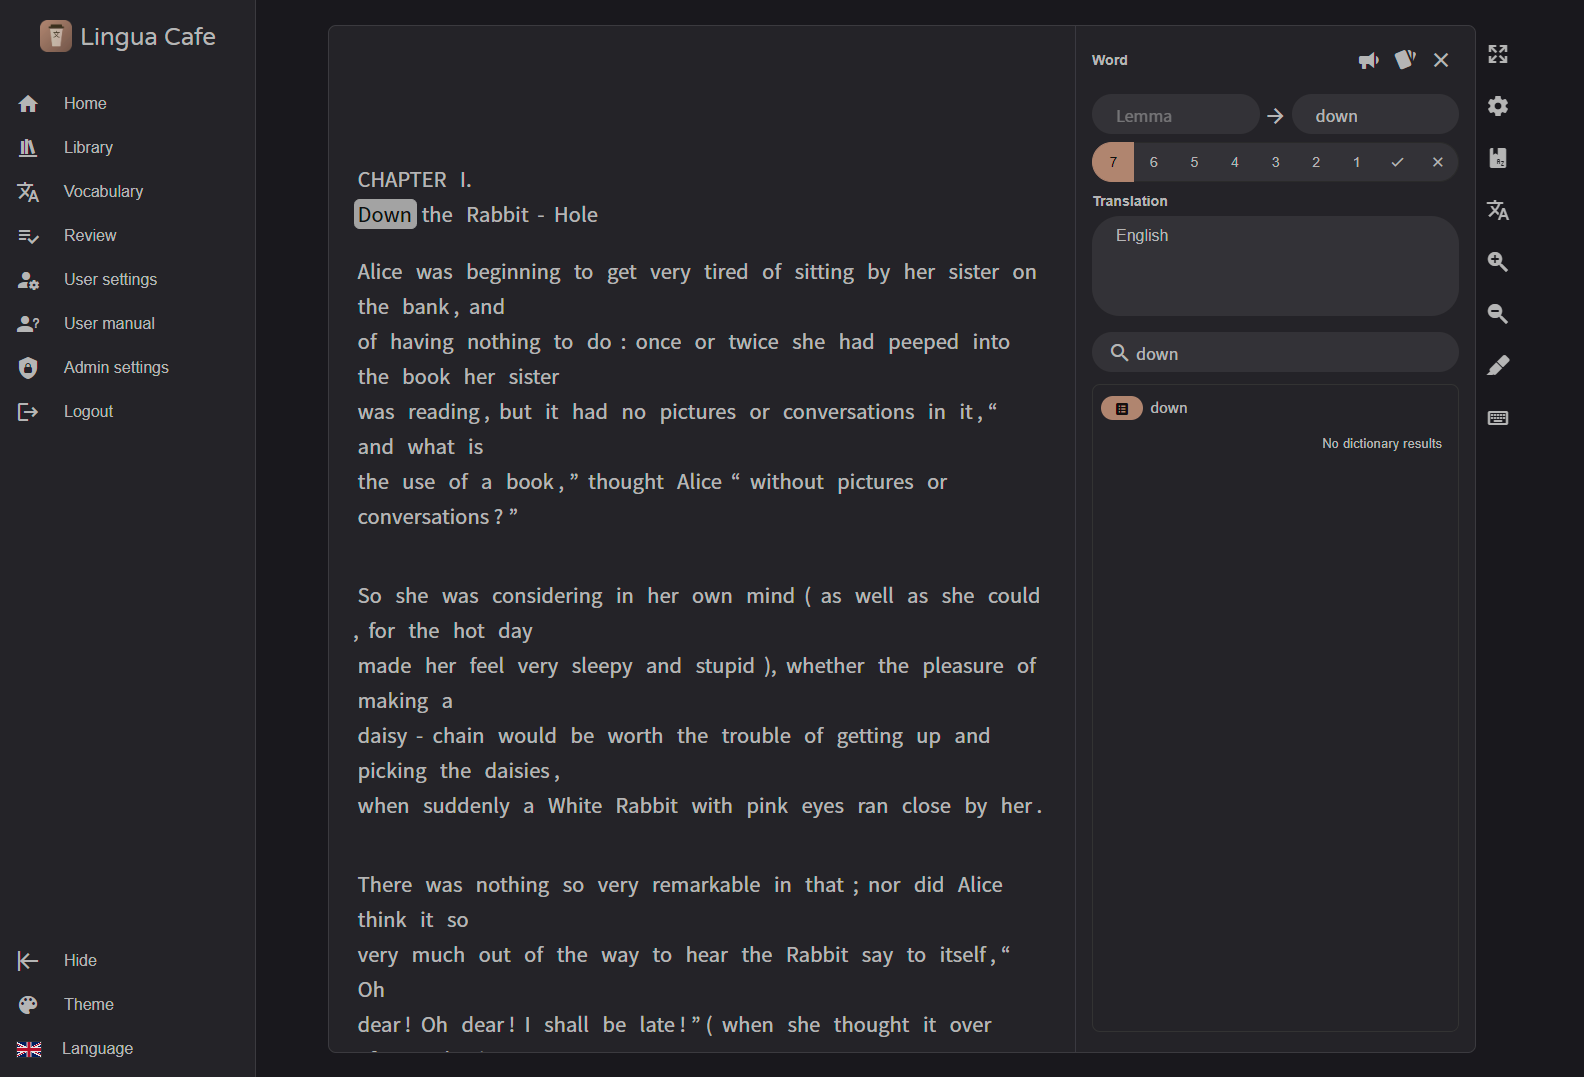 Lingua Cafe
Home
Library
Vocabulary
Review
User settings
User manual
Admin settings
Logout
Hide
Theme
Language
CHAPTER I.
Down the Rabbit - Hole
Alice was beginning to get very tired of sitting by her sister on
the bank , and
of having nothing to do : once or twice she had peeped into
the book her sister
was reading , but it had no pictures or conversations in it , “
and what is
the use of a book , ” thought Alice “ without pictures or
conversations ? ”
So she was considering in her own mind ( as well as she could
, for the hot day
made her feel very sleepy and stupid ), whether the pleasure of
making a
daisy - chain would be worth the trouble of getting up and
picking the daisies ,
when suddenly a White Rabbit with pink eyes ran close by her .
There was nothing so very remarkable in that ; nor did Alice
think it so
very much out of the way to hear the Rabbit say to itself , “
Oh
dear ! Oh dear ! I shall be late ! ” ( when she thought it over
Word
Lemma → down
7 6 5 4 3 2 1
Translation
English
down
down
No dictionary results